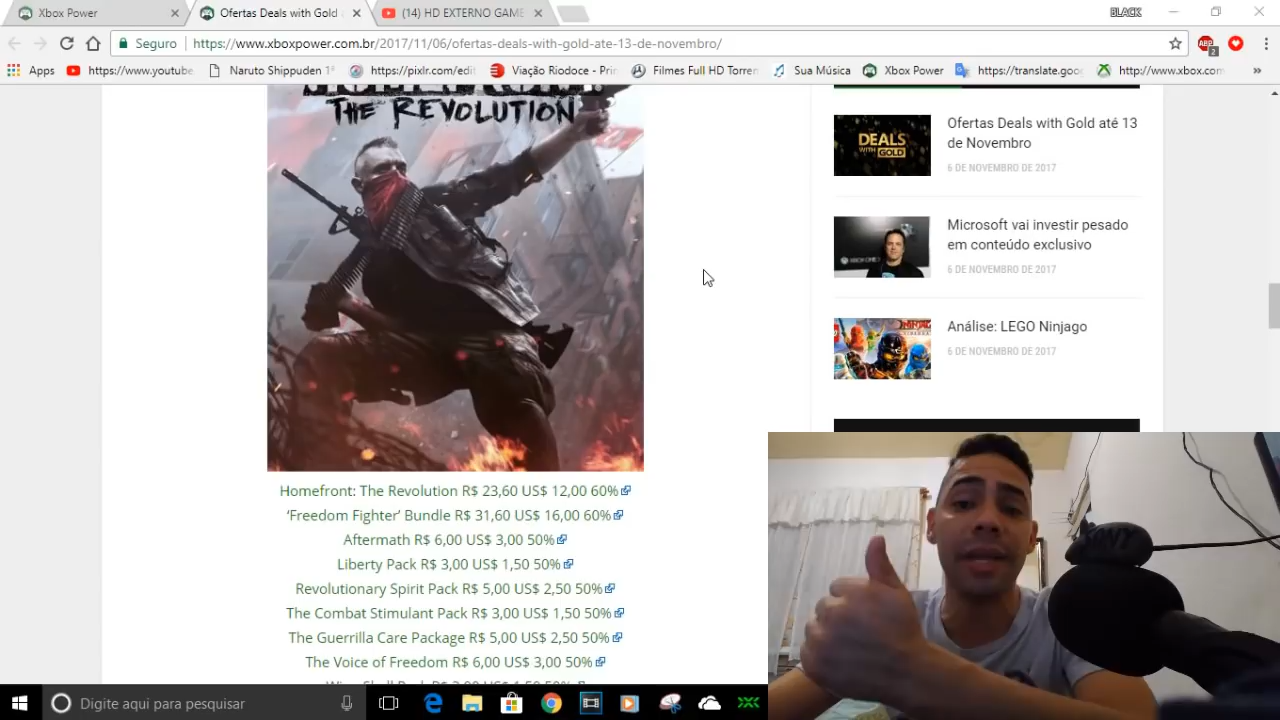 Xbox Power
Ofertas Deals with Gold
(14) HD EXTERNO GAME
BLACK
Seguro
https://www.xboxpower.com.br/2017/11/06/ofertas-deals-with-gold-ate-13-de-novembro/
ABP
2
Apps
https://www.youtube.
Naruto Shippuden 1ª
https://pixlr.com/edit
Viação Riodoce - Prin
Filmes Full HD Torren
Sua Música
Xbox Power
https://translate.goog
http://www.xbox.com
»
THE REVOLUTION
Homefront: The Revolution R$ 23,60 US$ 12,00 60%
‘Freedom Fighter’ Bundle R$ 31,60 US$ 16,00 60%
Aftermath R$ 6,00 US$ 3,00 50%
Liberty Pack R$ 3,00 US$ 1,50 50%
Revolutionary Spirit Pack R$ 5,00 US$ 2,50 50%
The Combat Stimulant Pack R$ 3,00 US$ 1,50 50%
The Guerrilla Care Package R$ 5,00 US$ 2,50 50%
The Voice of Freedom R$ 6,00 US$ 3,00 50%
DEALS
WITH GOLD
Ofertas Deals with Gold até 13
de Novembro
6 DE NOVEMBRO DE 2017
Microsoft vai investir pesado
em conteúdo exclusivo
6 DE NOVEMBRO DE 2017
Análise: LEGO Ninjago
6 DE NOVEMBRO DE 2017
Digite aqui para pesquisar